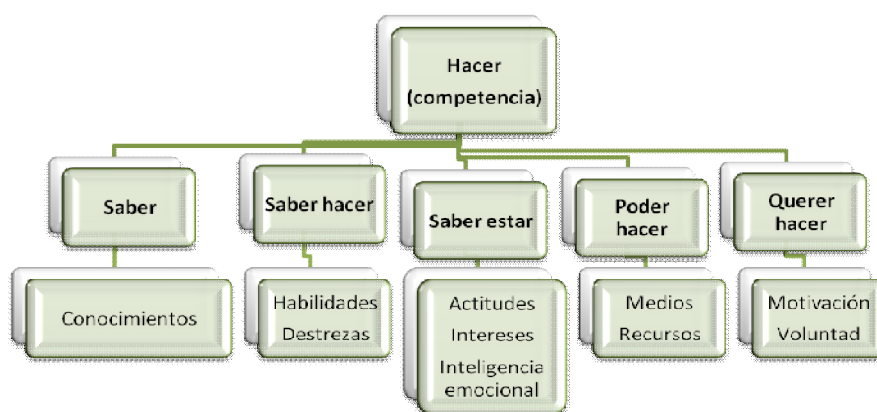 Hacer
(competencia)
Saber
Saber hacer
Saber estar
Poder
hacer
Querer
hacer
Conocimientos
Habilidades
Destrezas
Actitudes
Intereses
Inteligencia
emocional
Medios
Recursos
Motivación
Voluntad